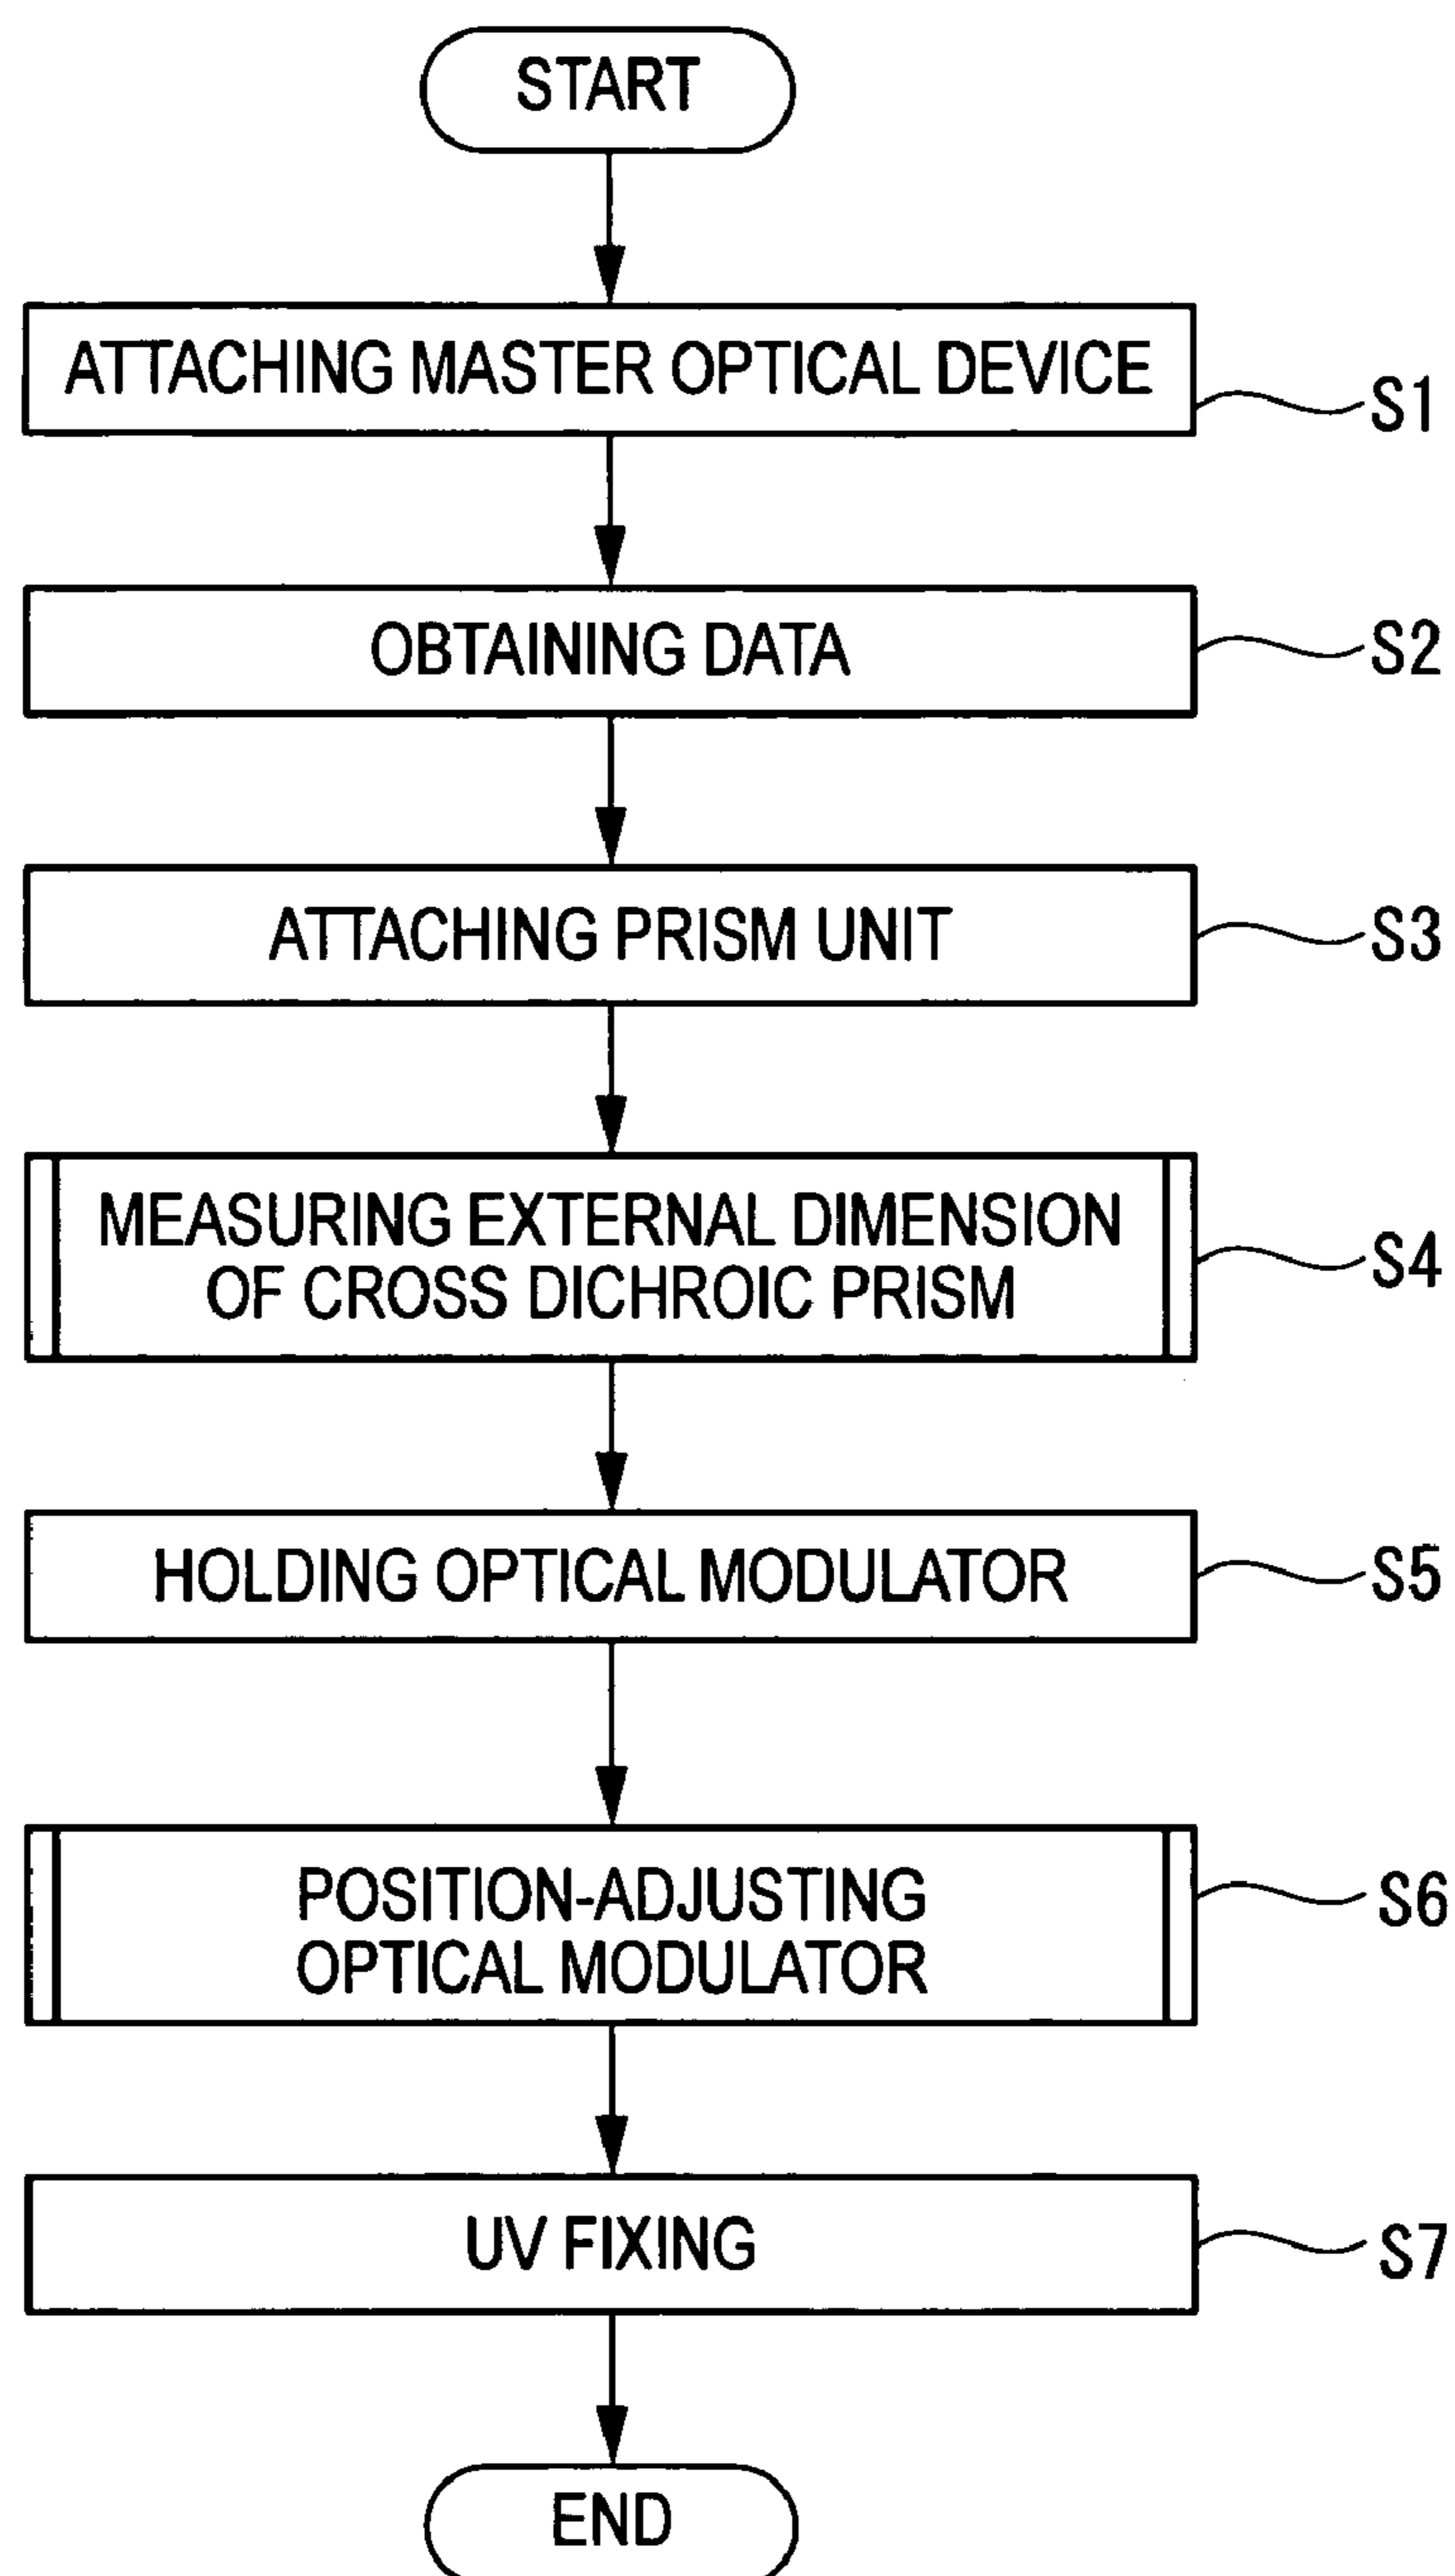 START
ATTACHING MASTER OPTICAL DEVICE
S1
OBTAINING DATA
S2
ATTACHING PRISM UNIT
S3
MEASURING EXTERNAL DIMENSION
OF CROSS DICHROIC PRISM
S4
HOLDING OPTICAL MODULATOR
S5
POSITION-ADJUSTING
OPTICAL MODULATOR
S6
UV FIXING
S7
END